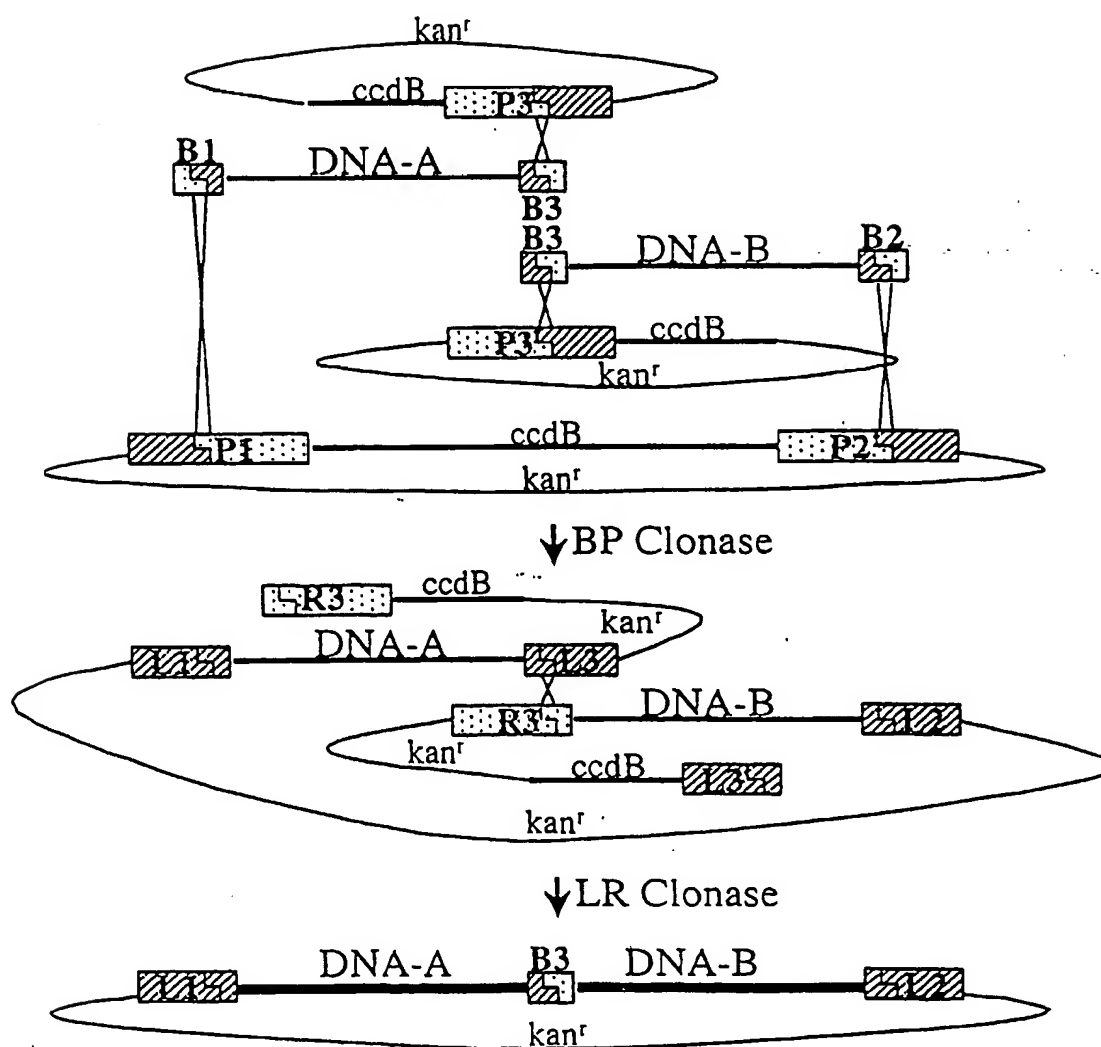 kanʳ
ccdB P3
B1 DNA-A
B3
B3 DNA-B B2
P3 ccdB
kanʳ
P1 ccdB P2
kanʳ
BP Clonase
R3 ccdB
kanʳ
L1 DNA-A L3
R3 DNA-B L2
kanʳ
ccdB L3
kanʳ
LR Clonase
L1 DNA-A B3 DNA-B L2
kanʳ